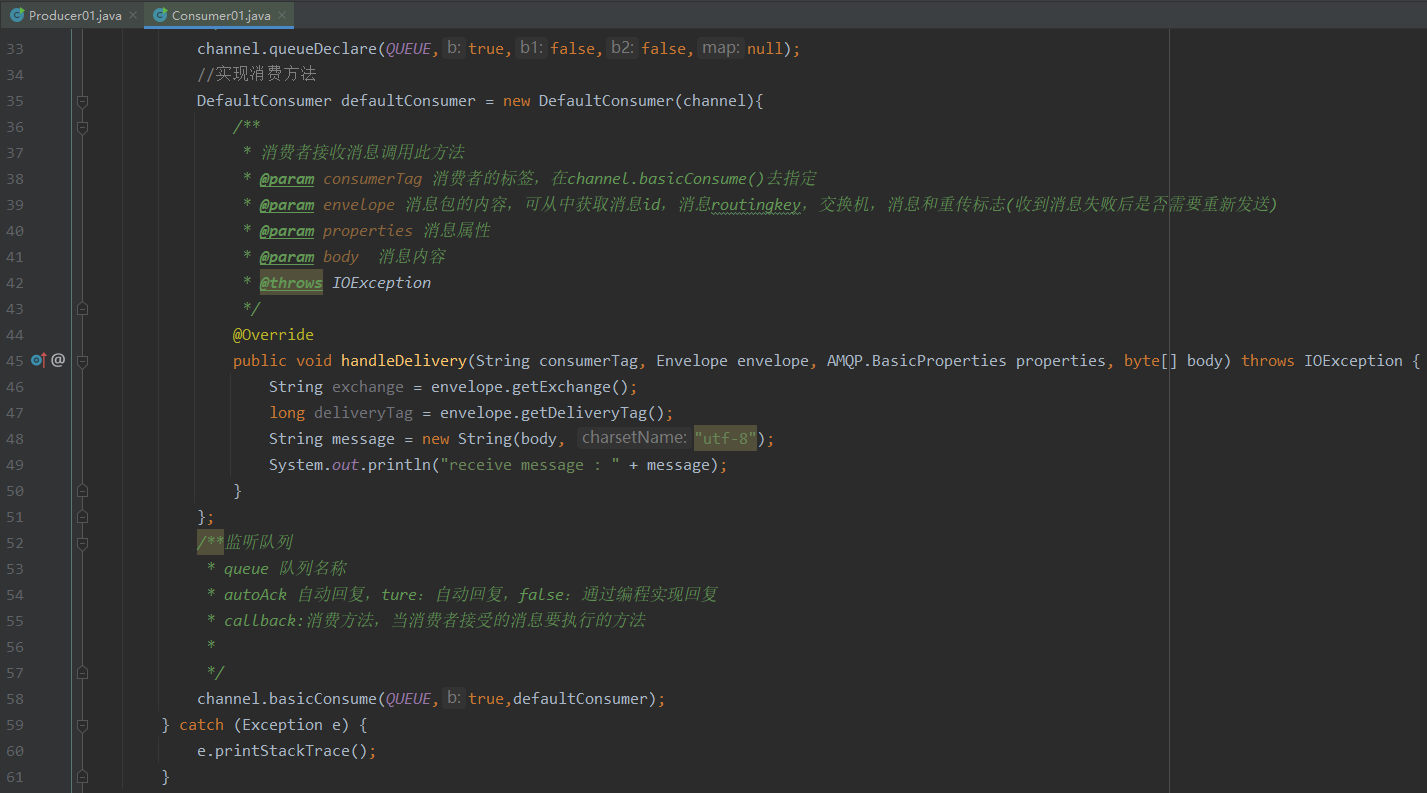 Producer01.java × Consumer01.java ×
33 channel.queueDeclare(QUEUE, b: true, b1: false, b2: false, map: null);
34 //实现消费方法
35 DefaultConsumer defaultConsumer = new DefaultConsumer(channel){
36 /**
37 * 消费者接收消息调用此方法
38 * @param consumerTag 消费者的标签，在channel.basicConsume()去指定
39 * @param envelope 消息包的内容，可从中获取消息id，消息routingkey，交换机，消息和重传标志(收到消息失败后是否需要重新发送)
40 * @param properties 消息属性
41 * @param body 消息内容
42 * @throws IOException
43 */
44 @Override
45 @ public void handleDelivery(String consumerTag, Envelope envelope, AMQP.BasicProperties properties, byte[] body) throws IOException {
46 String exchange = envelope.getExchange();
47 long deliveryTag = envelope.getDeliveryTag();
48 String message = new String(body, charsetName: "utf-8");
49 System.out.println("receive message : " + message);
50 }
51 };
52 /**监听队列
53 * queue 队列名称
54 * autoAck 自动回复，ture：自动回复，false：通过编程实现回复
55 * callback:消费方法，当消费者接受的消息要执行的方法
56 *
57 */
58 channel.basicConsume(QUEUE, b: true,defaultConsumer);
59 } catch (Exception e) {
60 e.printStackTrace();
61 }